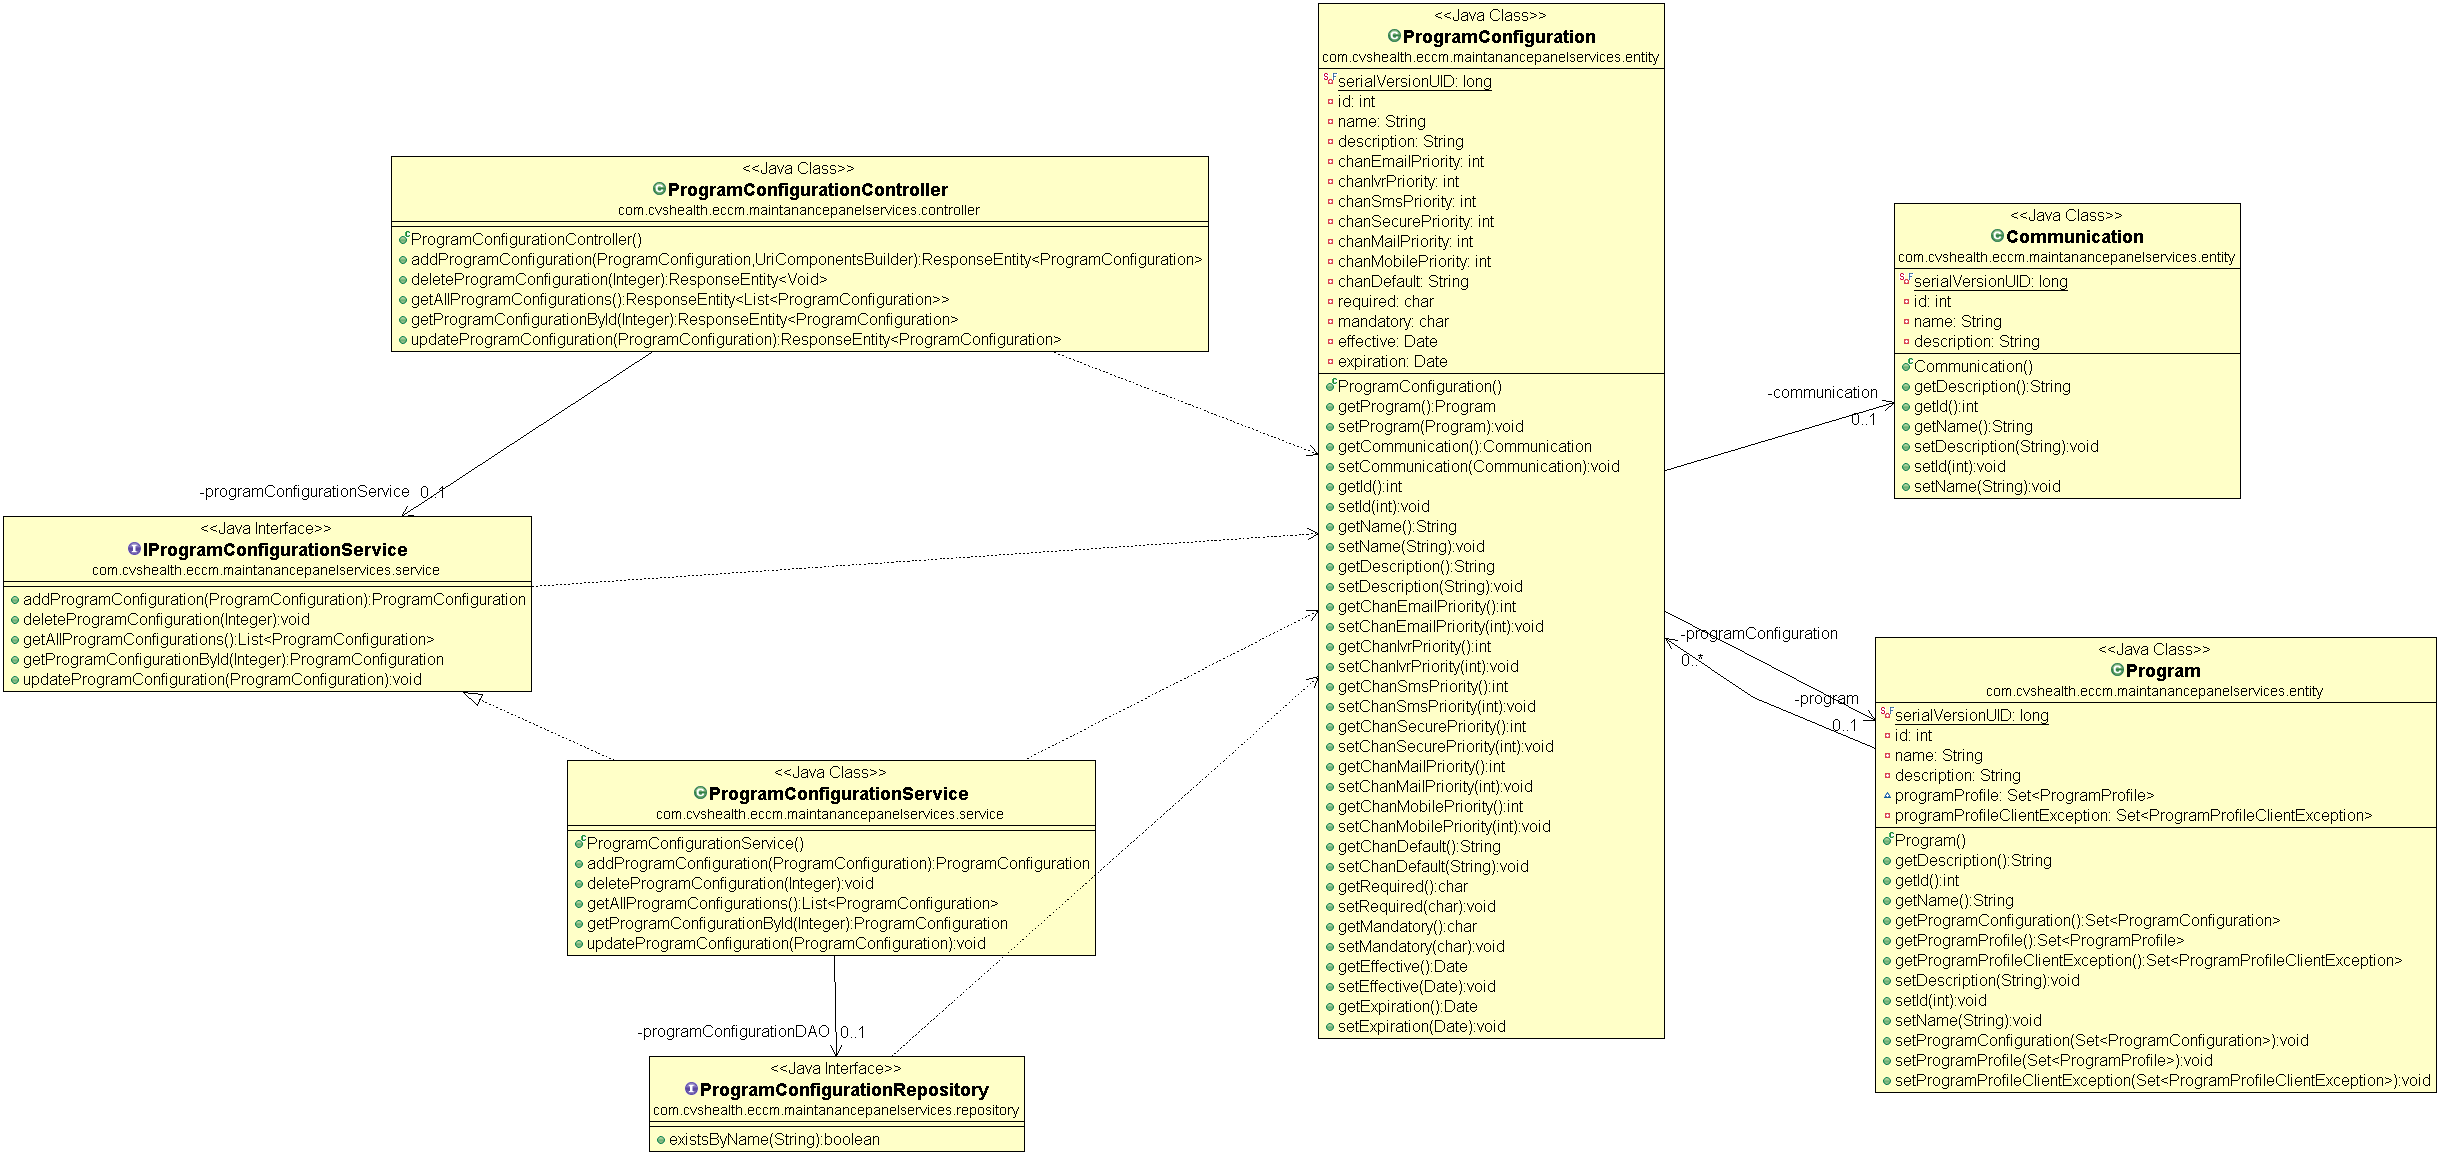 <<Java Class>>
ProgramConfiguration
com.cvshealth.eccm.maintanancepanelservices.entity
serialVersionUID: long
id: int
name: String
description: String
chanEmailPriority: int
chanIvrPriority: int
chanSmsPriority: int
chanSecurePriority: int
chanMailPriority: int
chanMobilePriority: int
chanDefault: String
required: char
mandatory: char
effective: Date
expiration: Date
ProgramConfiguration()
getProgram():Program
setProgram(Program):void
getCommunication():Communication
setCommunication(Communication):void
getId():int
setId(int):void
getName():String
setName(String):void
getDescription():String
setDescription(String):void
getChanEmailPriority():int
setChanEmailPriority(int):void
getChanIvrPriority():int
setChanIvrPriority(int):void
getChanSmsPriority():int
setChanSmsPriority(int):void
getChanSecurePriority():int
setChanSecurePriority(int):void
getChanMailPriority():int
setChanMailPriority(int):void
getChanMobilePriority():int
setChanMobilePriority(int):void
getChanDefault():String
setChanDefault(String):void
getRequired():char
setRequired(char):void
getMandatory():char
setMandatory(char):void
getEffective():Date
setEffective(Date):void
getExpiration():Date
setExpiration(Date):void
<<Java Class>>
ProgramConfigurationController
com.cvshealth.eccm.maintanancepanelservices.controller
ProgramConfigurationController()
addProgramConfiguration(ProgramConfiguration,UriComponentsBuilder):ResponseEntity<ProgramConfiguration>
deleteProgramConfiguration(Integer):ResponseEntity<Void>
getAllProgramConfigurations():ResponseEntity<List<ProgramConfiguration>>
getProgramConfigurationById(Integer):ResponseEntity<ProgramConfiguration>
updateProgramConfiguration(ProgramConfiguration):ResponseEntity<ProgramConfiguration>
-programConfigurationService 0..1
<<Java Interface>>
IProgramConfigurationService
com.cvshealth.eccm.maintanancepanelservices.service
addProgramConfiguration(ProgramConfiguration):ProgramConfiguration
deleteProgramConfiguration(Integer):void
getAllProgramConfigurations():List<ProgramConfiguration>
getProgramConfigurationById(Integer):ProgramConfiguration
updateProgramConfiguration(ProgramConfiguration):void
<<Java Class>>
ProgramConfigurationService
com.cvshealth.eccm.maintanancepanelservices.service
ProgramConfigurationService()
addProgramConfiguration(ProgramConfiguration):ProgramConfiguration
deleteProgramConfiguration(Integer):void
getAllProgramConfigurations():List<ProgramConfiguration>
getProgramConfigurationById(Integer):ProgramConfiguration
updateProgramConfiguration(ProgramConfiguration):void
-programConfigurationDAO 0..1
<<Java Interface>>
ProgramConfigurationRepository
com.cvshealth.eccm.maintanancepanelservices.repository
existsByName(String):boolean
-communication
0..1
<<Java Class>>
Communication
com.cvshealth.eccm.maintanancepanelservices.entity
serialVersionUID: long
id: int
name: String
description: String
Communication()
getDescription():String
getId():int
getName():String
setDescription(String):void
setId(int):void
setName(String):void
-programConfiguration
0..*
-program
0..1
<<Java Class>>
Program
com.cvshealth.eccm.maintanancepanelservices.entity
serialVersionUID: long
id: int
name: String
description: String
programProfile: Set<ProgramProfile>
programProfileClientException: Set<ProgramProfileClientException>
Program()
getDescription():String
getId():int
getName():String
getProgramConfiguration():Set<ProgramConfiguration>
getProgramProfile():Set<ProgramProfile>
getProgramProfileClientException():Set<ProgramProfileClientException>
setDescription(String):void
setId(int):void
setName(String):void
setProgramConfiguration(Set<ProgramConfiguration>):void
setProgramProfile(Set<ProgramProfile>):void
setProgramProfileClientException(Set<ProgramProfileClientException>):void